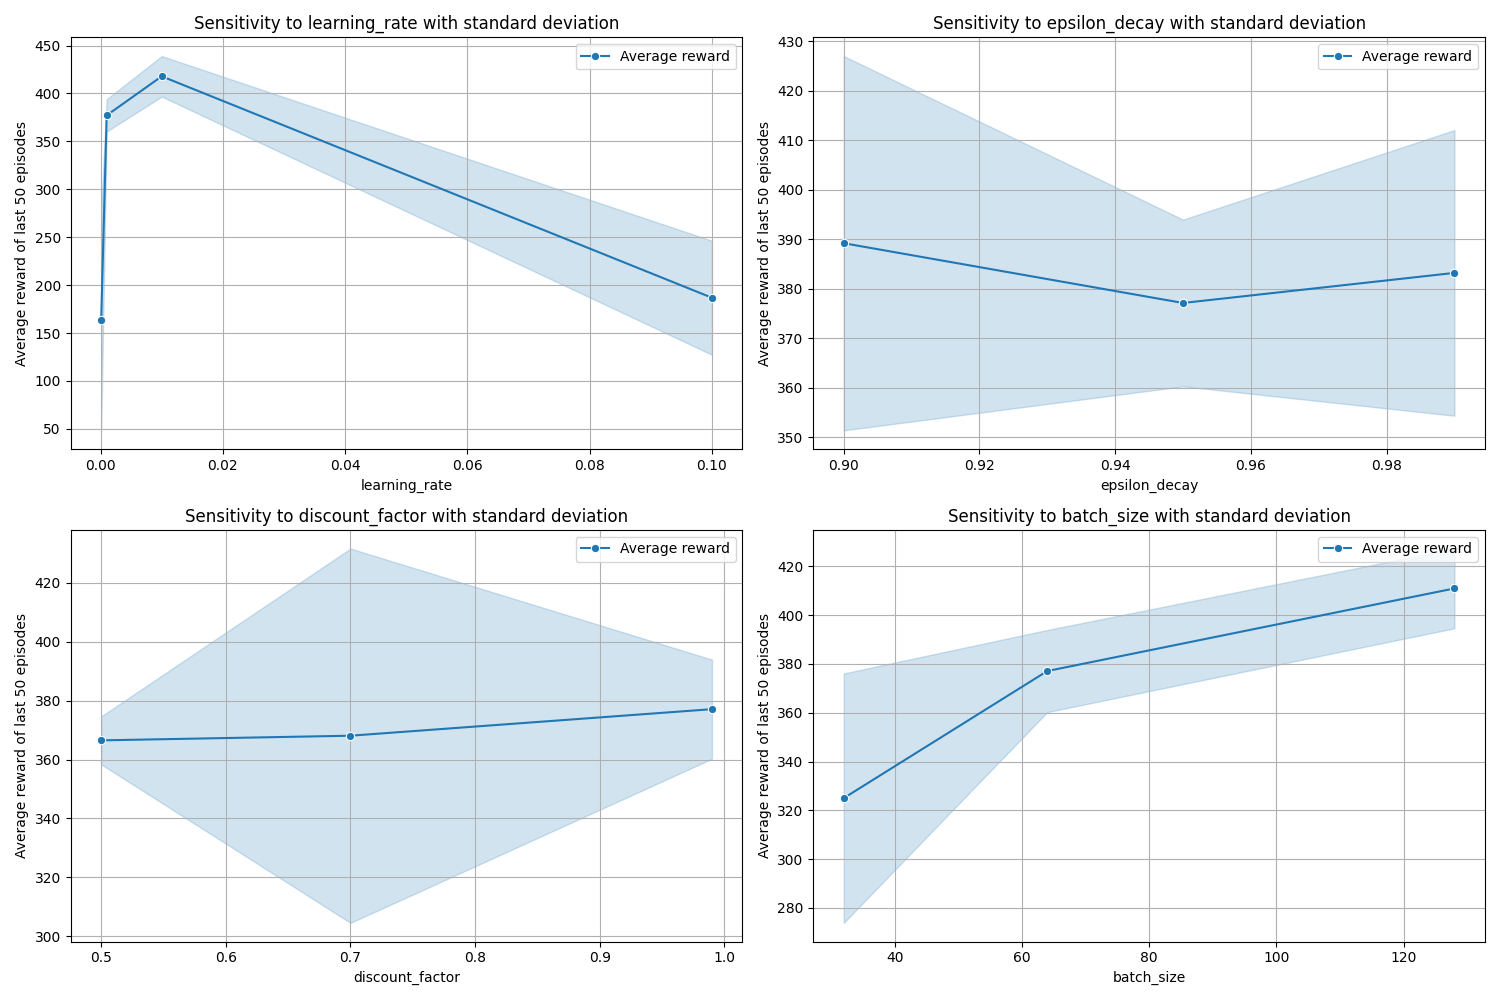 Sensitivity to learning_rate with standard deviation
Average reward
Average reward of last 50 episodes
450
400
350
300
250
200
150
100
50
0.00 0.02 0.04 0.06 0.08 0.10
learning_rate
Sensitivity to epsilon_decay with standard deviation
Average reward
Average reward of last 50 episodes
430
420
410
400
390
380
370
360
350
0.90 0.92 0.94 0.96 0.98
epsilon_decay
Sensitivity to discount_factor with standard deviation
Average reward
Average reward of last 50 episodes
420
400
380
360
340
320
300
0.5 0.6 0.7 0.8 0.9 1.0
discount_factor
Sensitivity to batch_size with standard deviation
Average reward
Average reward of last 50 episodes
420
400
380
360
340
320
300
280
40 60 80 100 120
batch_size